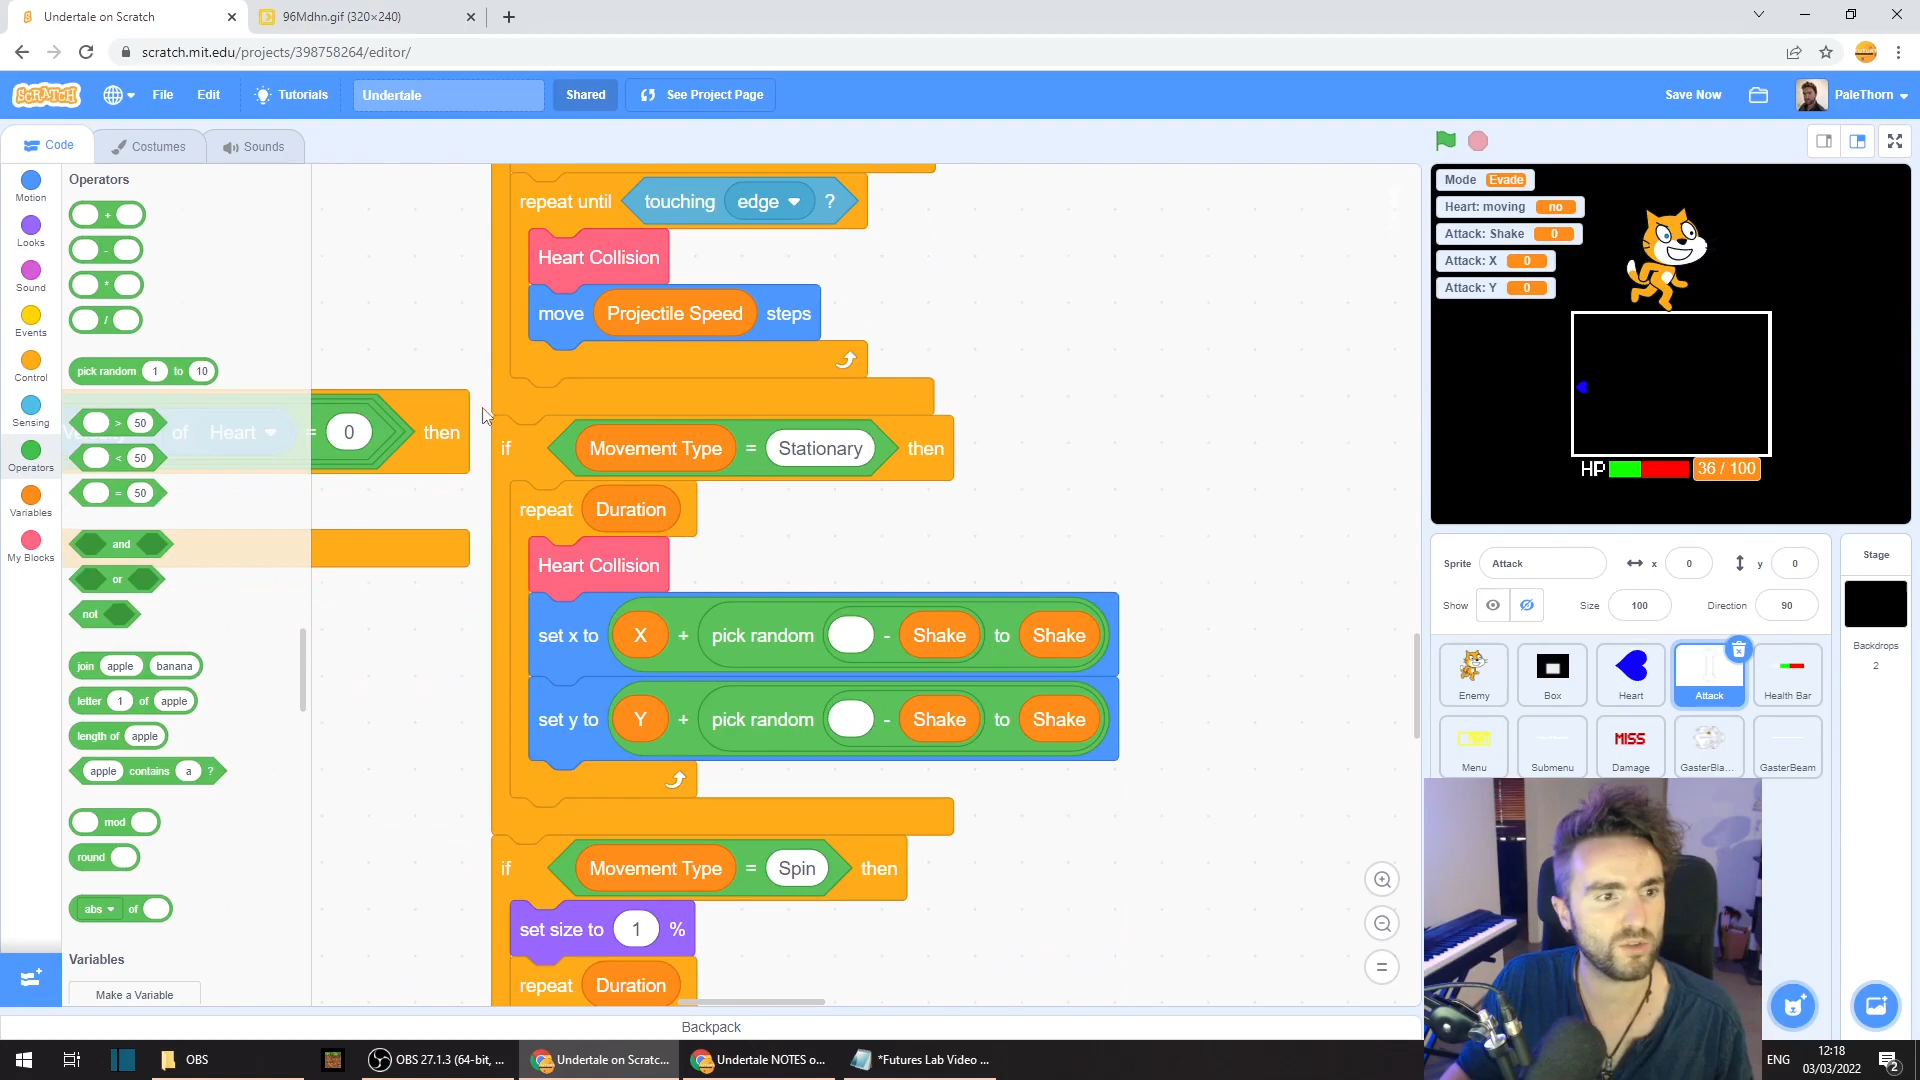 Undertale on Scratch
96Mdhn.gif (320×240)
scratch.mit.edu/projects/398758264/editor/
SCRATCH
File
Edit
Tutorials
Undertale
Shared
See Project Page
Save Now
PaleThorn
Code
Costumes
Sounds
Motion
Looks
Sound
Events
Control
Sensing
Operators
Variables
My Blocks
Operators
+
-
*
/
pick random 1 to 10
> 50
< 50
= 50
and
or
not
join apple banana
letter 1 of apple
length of apple
apple contains a ?
mod
round
abs of
Variables
Make a Variable
of Heart = 0 then
repeat until touching edge ?
Heart Collision
move Projectile Speed steps
if Movement Type = Stationary then
repeat Duration
Heart Collision
set x to X + pick random - Shake to Shake
set y to Y + pick random - Shake to Shake
if Movement Type = Spin then
set size to 1 %
repeat Duration
Backpack
Mode Evade
Heart: moving no
Attack: Shake 0
Attack: X 0
Attack: Y 0
HP 36 / 100
Sprite Attack x 0 y 0
Show Size 100 Direction 90
Stage
Backdrops
2
Enemy
Box
Heart
Attack
Health Bar
Menu
Submenu
MISS
Damage
GasterBla...
GasterBeam
OBS
OBS 27.1.3 (64-bit, ...
Undertale on Scratc...
Undertale NOTES o...
*Futures Lab Video ...
ENG
12:18
03/03/2022
2